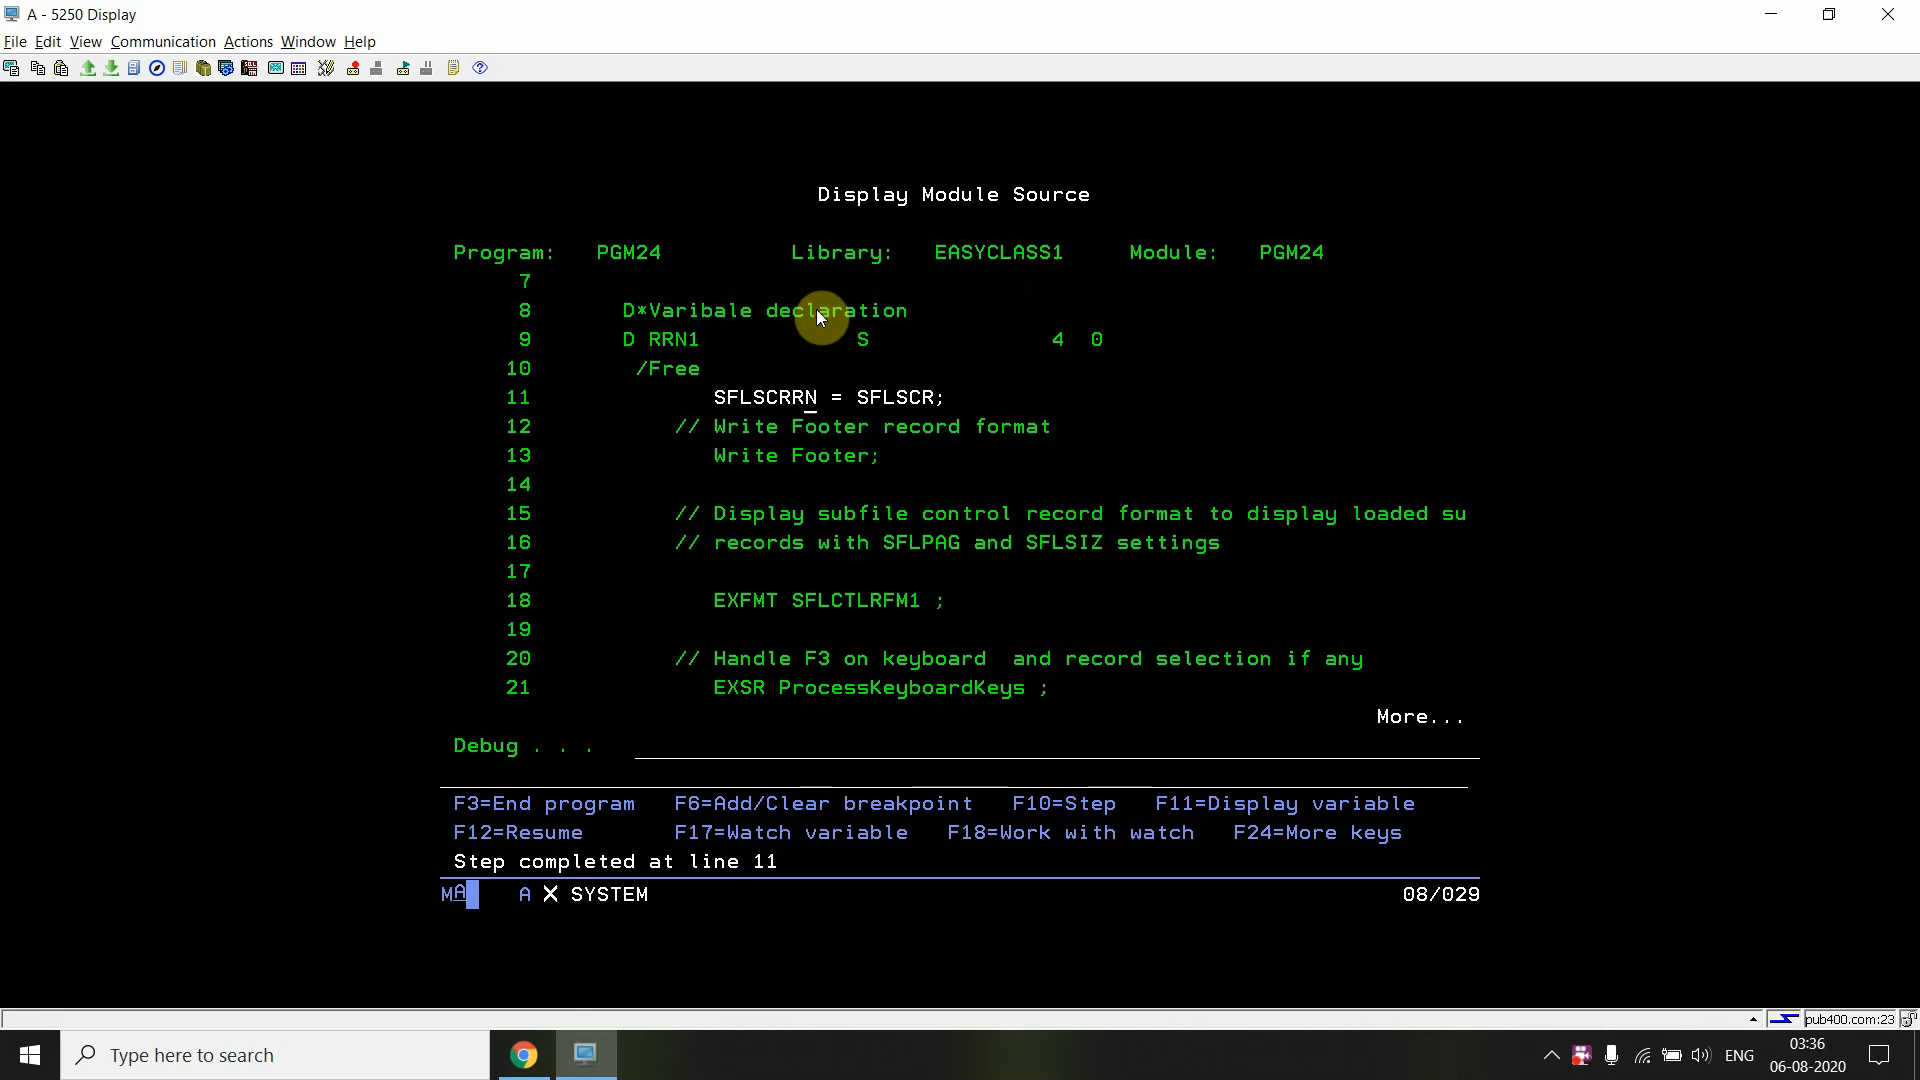 A - 5250 Display
File Edit View Communication Actions Window Help
Display Module Source
Program: PGM24 Library: EASYCLASS1 Module: PGM24
7
8 D*Varibale declaration
9 D RRN1 S 4 0
10 /Free
11 SFLSCRRN = SFLSCR;
12 // Write Footer record format
13 Write Footer;
14
15 // Display subfile control record format to display loaded su
16 // records with SFLPAG and SFLSIZ settings
17
18 EXFMT SFLCTLRFM1 ;
19
20 // Handle F3 on keyboard and record selection if any
21 EXSR ProcessKeyboardKeys ;
More...
Debug . . .
F3=End program F6=Add/Clear breakpoint F10=Step F11=Display variable
F12=Resume F17=Watch variable F18=Work with watch F24=More keys
Step completed at line 11
MA A X SYSTEM 08/029
pub400.com:23
Type here to search
ENG
03:36
06-08-2020